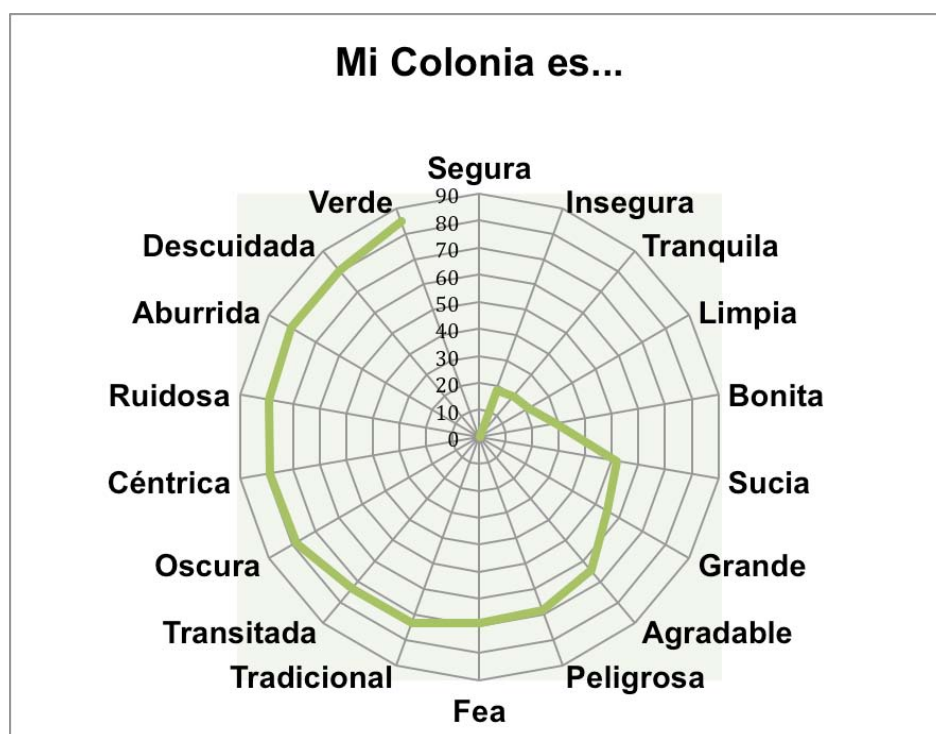 Mi Colonia es...
Segura
Verde
90
Insegura
80
Descuidada
70
Tranquila
60
Aburrida
50
Limpia
40
30
Ruidosa
20
Bonita
10
0
Céntrica
Sucia
Oscura
Grande
Transitada
Agradable
Tradicional
Peligrosa
Fea